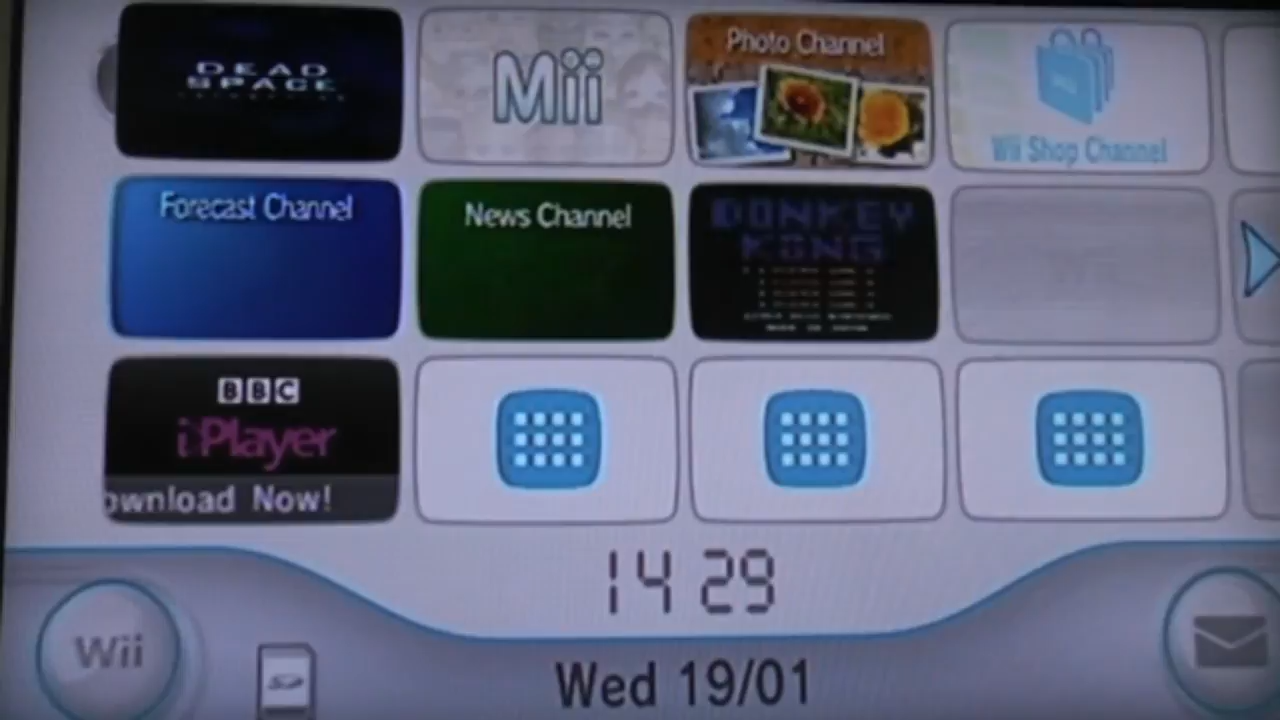 DEAD
SPACE
Mii
Photo Channel
Wii Shop Channel
Forecast Channel
News Channel
DONKEY
KONG
BBC
iPlayer
ownload Now!
14 29
Wii
Wed 19/01